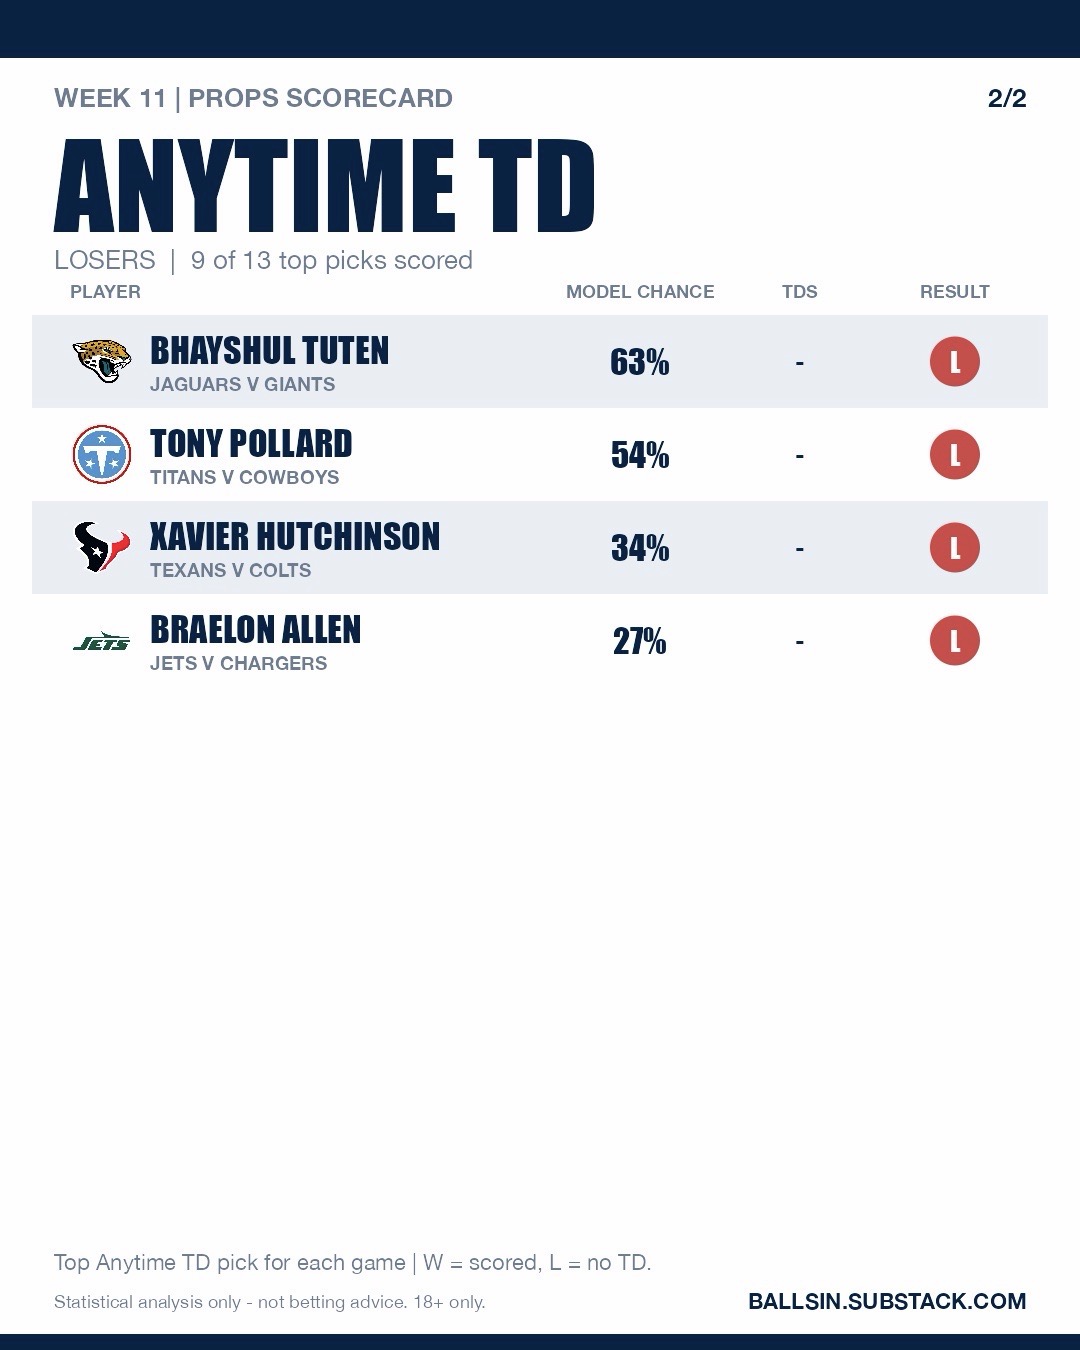 WEEK 11 | PROPS SCORECARD
2/2
ANYTIME TD
LOSERS | 9 of 13 top picks scored
PLAYER MODEL CHANCE TDS RESULT
BHAYSHUL TUTEN 63% - L
JAGUARS V GIANTS
TONY POLLARD 54% - L
TITANS V COWBOYS
XAVIER HUTCHINSON 34% - L
TEXANS V COLTS
JETS BRAELON ALLEN 27% - L
JETS V CHARGERS
Top Anytime TD pick for each game | W = scored, L = no TD.
Statistical analysis only - not betting advice. 18+ only.
BALLSIN.SUBSTACK.COM